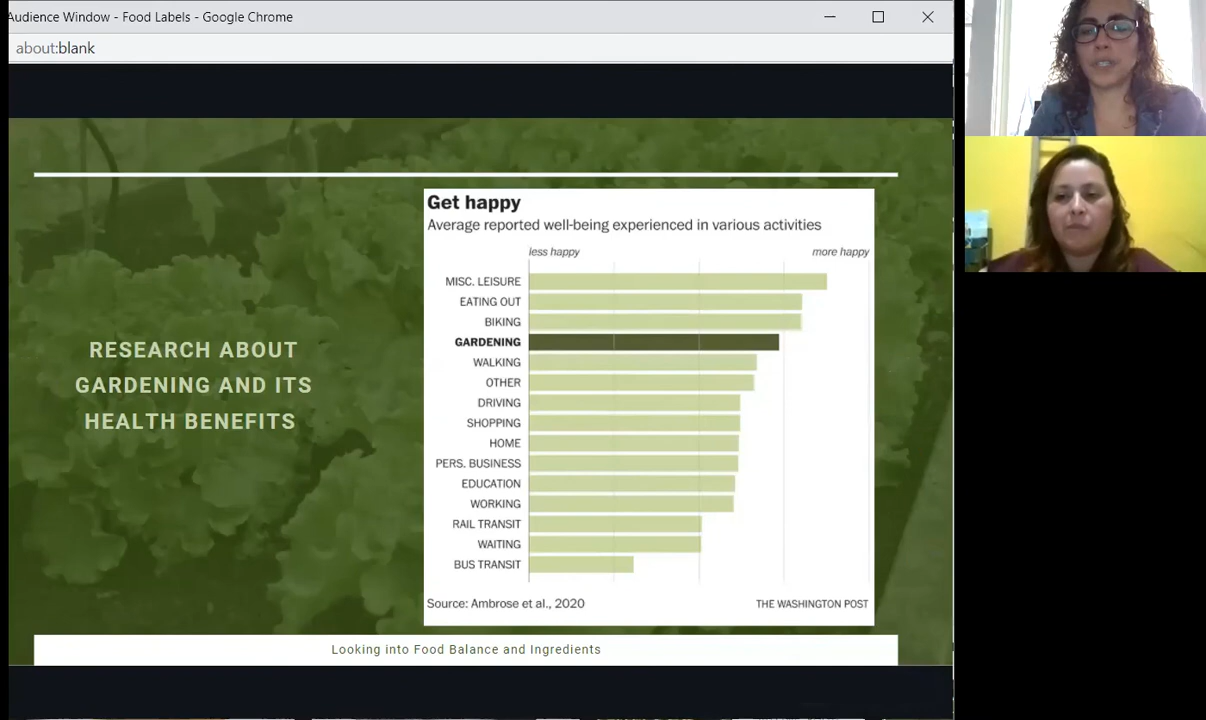 Audience Window - Food Labels - Google Chrome
about:blank
RESEARCH ABOUT
GARDENING AND ITS
HEALTH BENEFITS
Get happy
Average reported well-being experienced in various activities
less happy more happy
MISC. LEISURE
EATING OUT
BIKING
GARDENING
WALKING
OTHER
DRIVING
SHOPPING
HOME
PERS. BUSINESS
EDUCATION
WORKING
RAIL TRANSIT
WAITING
BUS TRANSIT
Source: Ambrose et al., 2020 THE WASHINGTON POST
Looking into Food Balance and Ingredients